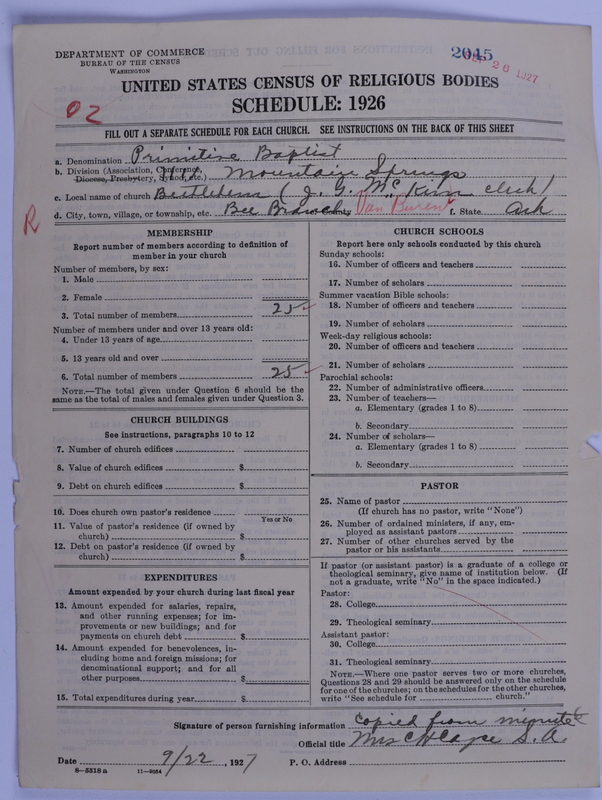 DEPARTMENT OF COMMERCE
BUREAU OF THE CENSUS
WASHINGTON
2045
28 1927
UNITED STATES CENSUS OF RELIGIOUS BODIES
SCHEDULE: 1926
FILL OUT A SEPARATE SCHEDULE FOR EACH CHURCH. SEE INSTRUCTIONS ON THE BACK OF THIS SHEET
a. Denomination Primitive Baptist
b. Division (Association, Conference, Diocese, Presbytery, Synod, etc.) Mountain Springs
c. Local name of church Bethlehem (J. G. McKim clerk)
d. City, town, village, or township, etc. Bee Branch County Van Buren f. State Ark
R
MEMBERSHIP
Report number of members according to definition of
member in your church
Number of members, by sex:
1. Male
2. Female
3. Total number of members 25
Number of members under and over 13 years old:
4. Under 13 years of age
5. 13 years old and over
6. Total number of members 25
NOTE.—The total given under Question 6 should be the
same as the total of males and females given under Question 3.
CHURCH BUILDINGS
See instructions, paragraphs 10 to 12
7. Number of church edifices
8. Value of church edifices $
9. Debt on church edifices $
10. Does church own pastor's residence
Yes or No
11. Value of pastor's residence (if owned by
church) $
12. Debt on pastor's residence (if owned by
church) $
EXPENDITURES
Amount expended by your church during last fiscal year
13. Amount expended for salaries, repairs,
and other running expenses; for im-
provements or new buildings; and for
payments on church debt $
14. Amount expended for benevolences, in-
cluding home and foreign missions; for
denominational support; and for all
other purposes $
15. Total expenditures during year $
CHURCH SCHOOLS
Report here only schools conducted by this church
Sunday schools:
16. Number of officers and teachers
17. Number of scholars
Summer vacation Bible schools:
18. Number of officers and teachers
19. Number of scholars
Week-day religious schools:
20. Number of officers and teachers
21. Number of scholars
Parochial schools:
22. Number of administrative officers
23. Number of teachers—
a. Elementary (grades 1 to 8)
b. Secondary
24. Number of scholars—
a. Elementary (grades 1 to 8)
b. Secondary
PASTOR
25. Name of pastor
(If church has no pastor, write "None")
26. Number of ordained ministers, if any, em-
ployed as assistant pastors
27. Number of other churches served by the
pastor or his assistants
If pastor (or assistant pastor) is a graduate of a college or
theological seminary, give name of institution below. (If
not a graduate, write "No" in the space indicated.)
Pastor:
28. College
29. Theological seminary
Assistant pastor:
30. College
31. Theological seminary
NOTE.—Where one pastor serves two or more churches,
Questions 28 and 29 should be answered only on the schedule
for one of the churches; on the schedules for the other churches,
write "See schedule for church."
Signature of person furnishing information Copied from
Official title Mrs C H Cayce S. A.
Date 9/22, 1927 P. O. Address
8-5318 a 11-9054